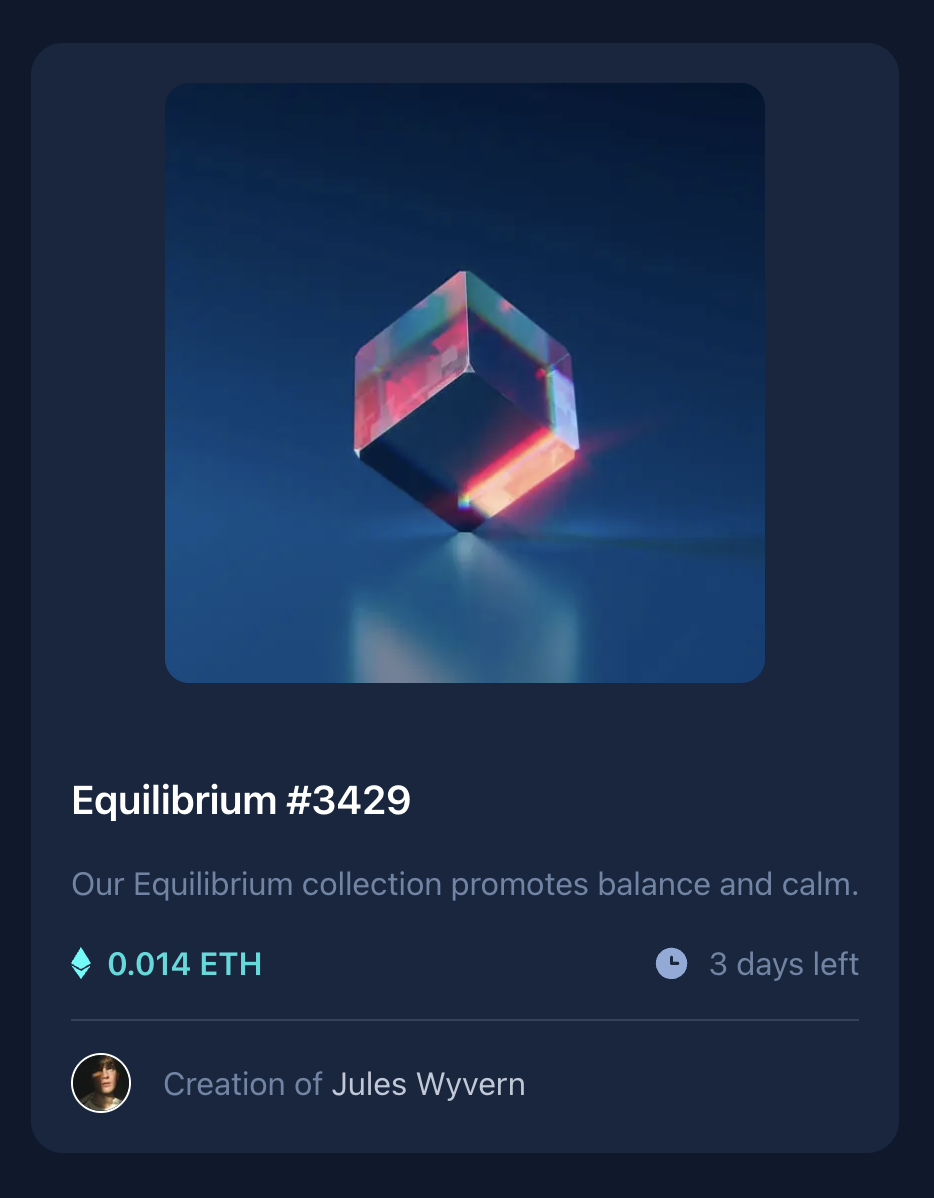 Equilibrium #3429
Our Equilibrium collection promotes balance and calm.
0.014 ETH
3 days left
Creation of Jules Wyvern